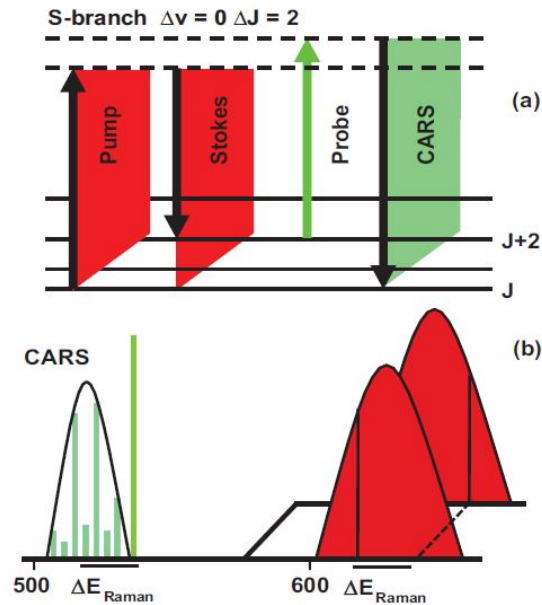 S-branch Δv = 0 ΔJ = 2
(a)
Pump
Stokes
Probe
CARS
J+2
J
(b)
CARS
500
ΔE Raman
600
ΔE Raman